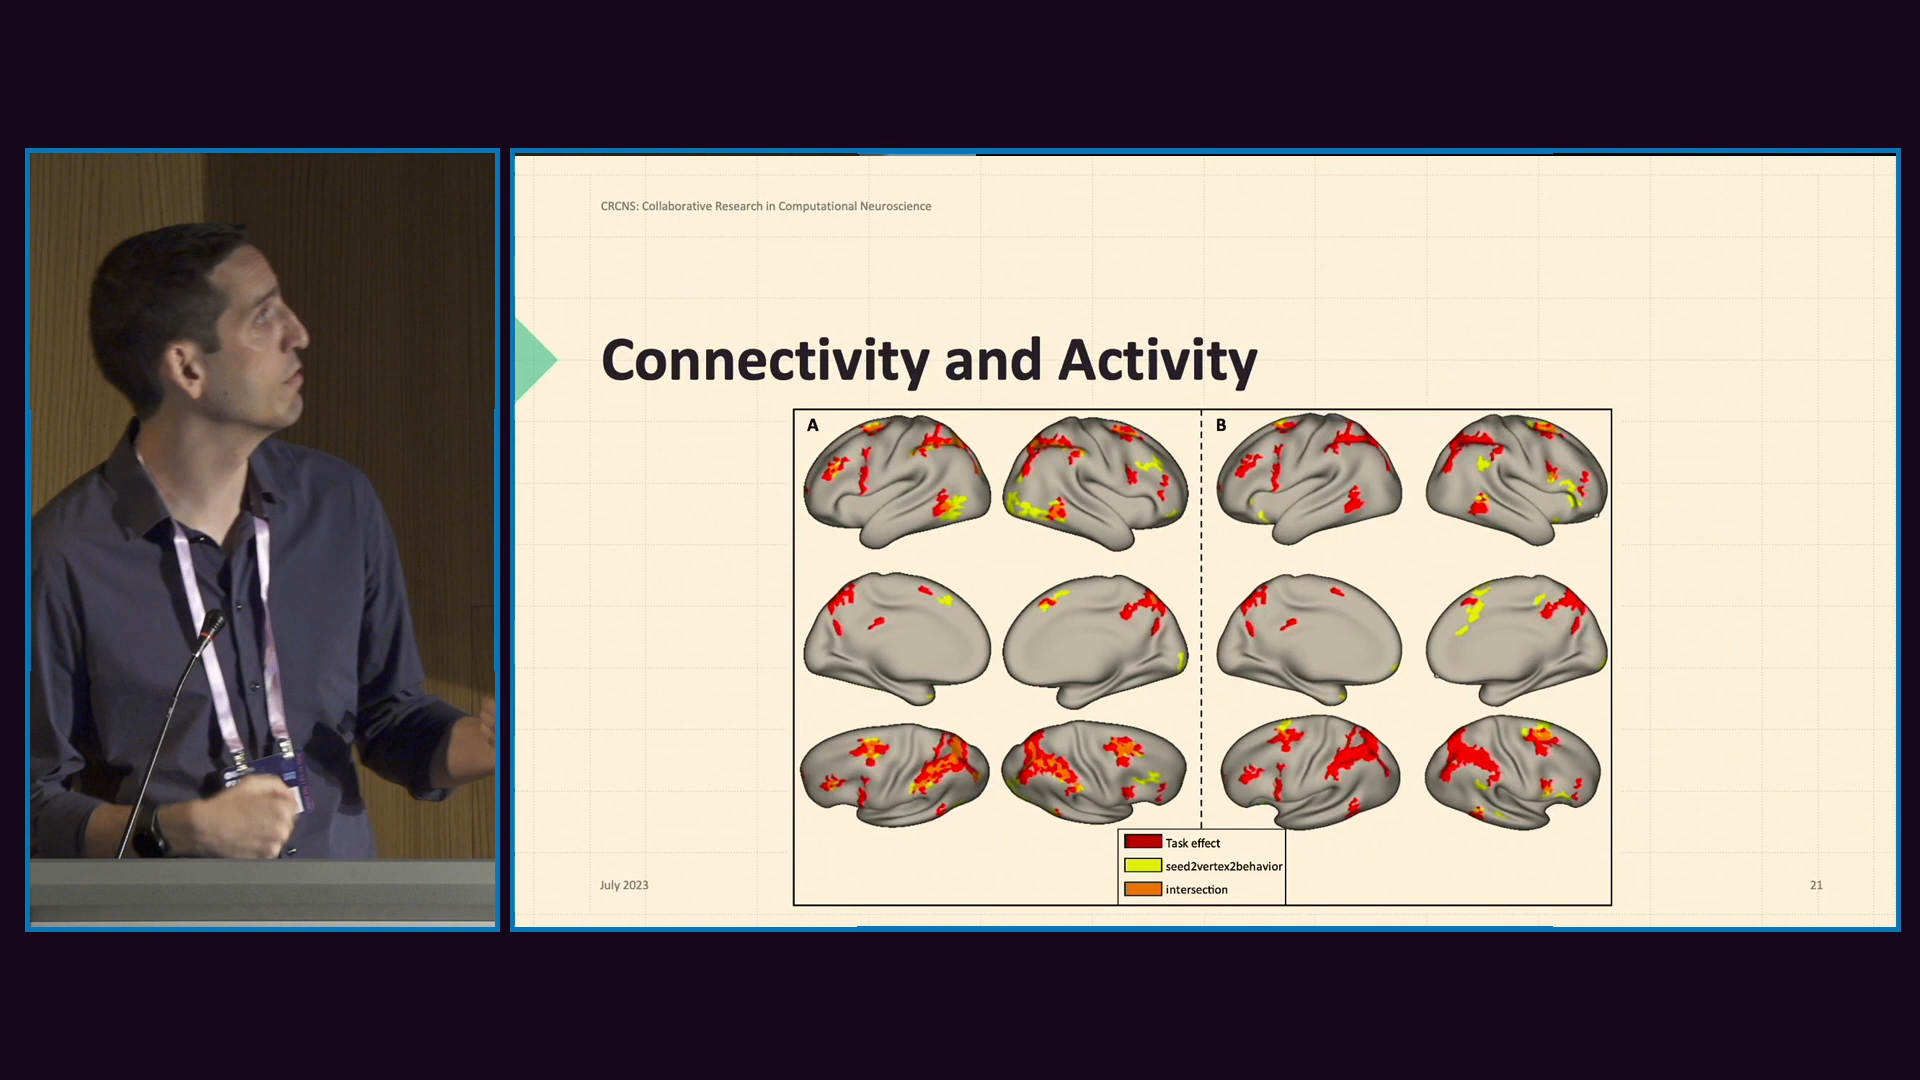 CRCNS: Collaborative Research in Computational Neuroscience
Connectivity and Activity
A
B
Task effect
seed2vertex2behavior
intersection
July 2023
21